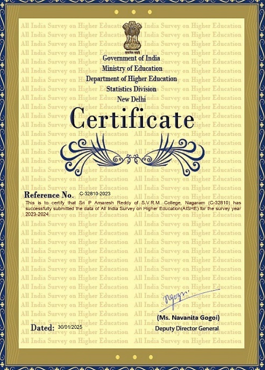 Government of India
Ministry of Education
Department of Higher Education
Statistics Division
New Delhi
Certificate
Reference No. C-32810-2023
This is to certify that Sri P Amaresh Reddy of S.V.R.M. College, Nagaram (C-32810) has
successfully submitted the data of All India Survey on Higher Education(AISHE) for the survey year
2023-2024.
(Ms. Navanita Gogoi)
Dated: 30/01/2025 Deputy Director General